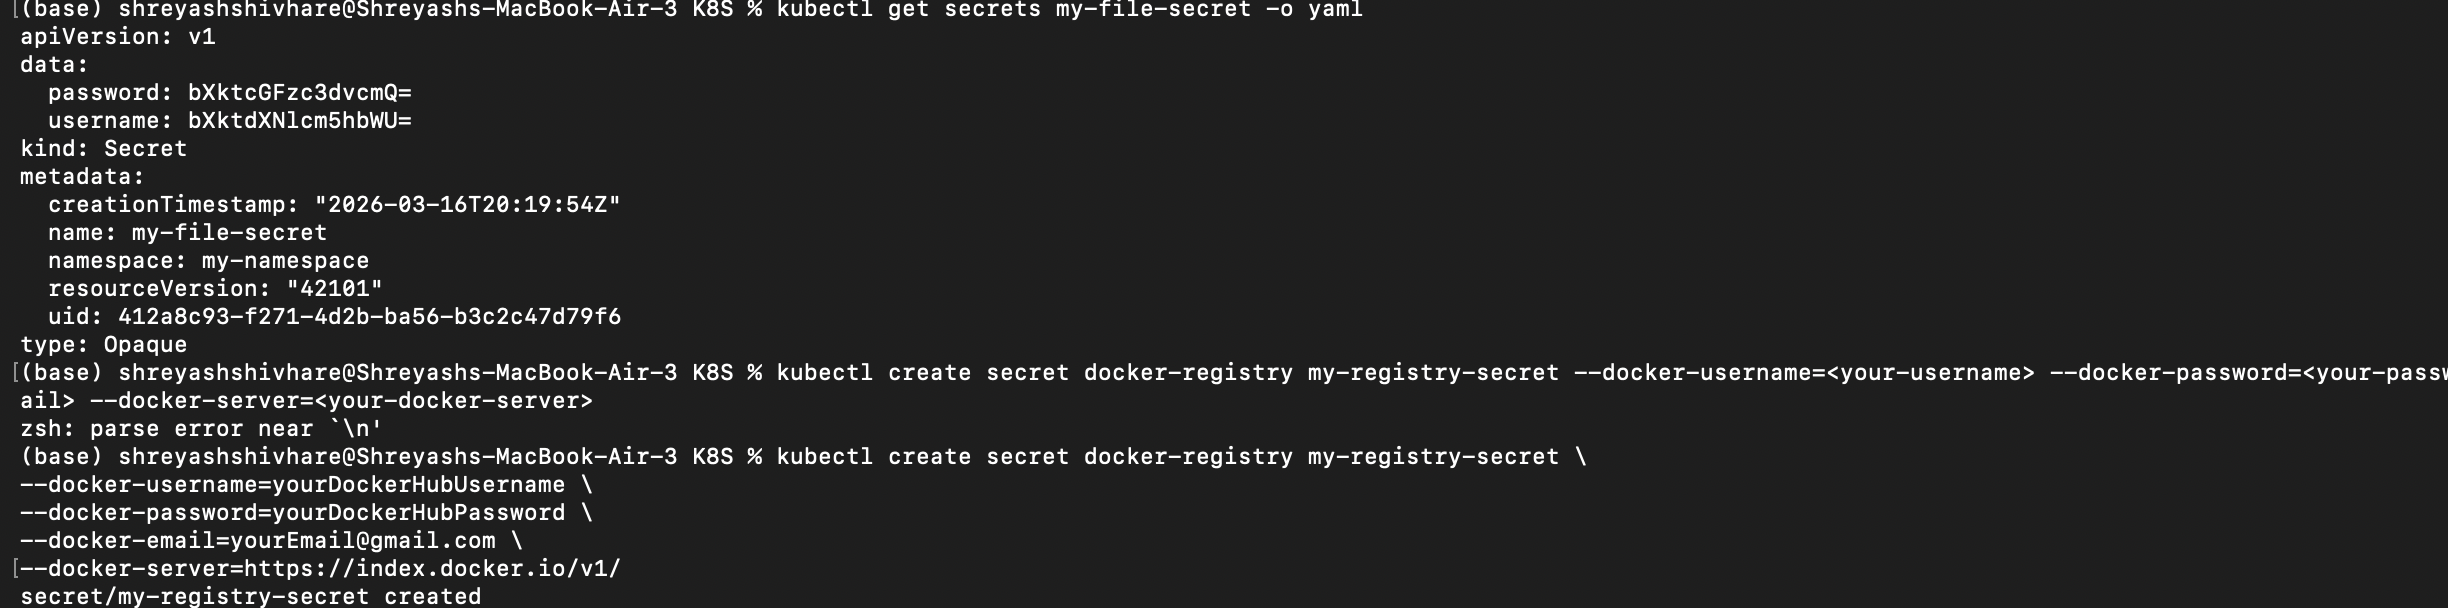 [(base) shreyashshivhare@Shreyashs-MacBook-Air-3 K8S % kubectl get secrets my-file-secret -o yaml
apiVersion: v1
data:
  password: bXktcGFzc3dvcmQ=
  username: bXktdXNlcm5hbWU=
kind: Secret
metadata:
  creationTimestamp: "2026-03-16T20:19:54Z"
  name: my-file-secret
  namespace: my-namespace
  resourceVersion: "42101"
  uid: 412a8c93-f271-4d2b-ba56-b3c2c47d79f6
type: Opaque
[(base) shreyashshivhare@Shreyashs-MacBook-Air-3 K8S % kubectl create secret docker-registry my-registry-secret --docker-username=<your-username> --docker-password=<your-passw
ail> --docker-server=<your-docker-server>
zsh: parse error near `\n'
(base) shreyashshivhare@Shreyashs-MacBook-Air-3 K8S % kubectl create secret docker-registry my-registry-secret \
--docker-username=yourDockerHubUsername \
--docker-password=yourDockerHubPassword \
--docker-email=yourEmail@gmail.com \
[--docker-server=https://index.docker.io/v1/
secret/my-registry-secret created